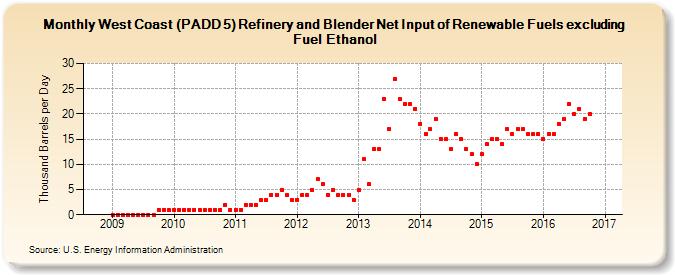 Monthly West Coast (PADD 5) Refinery and Blender Net Input of Renewable Fuels excluding
Fuel Ethanol
Thousand Barrels per Day
30
25
20
15
10
5
0
2009 2010 2011 2012 2013 2014 2015 2016 2017
Source: U.S. Energy Information Administration